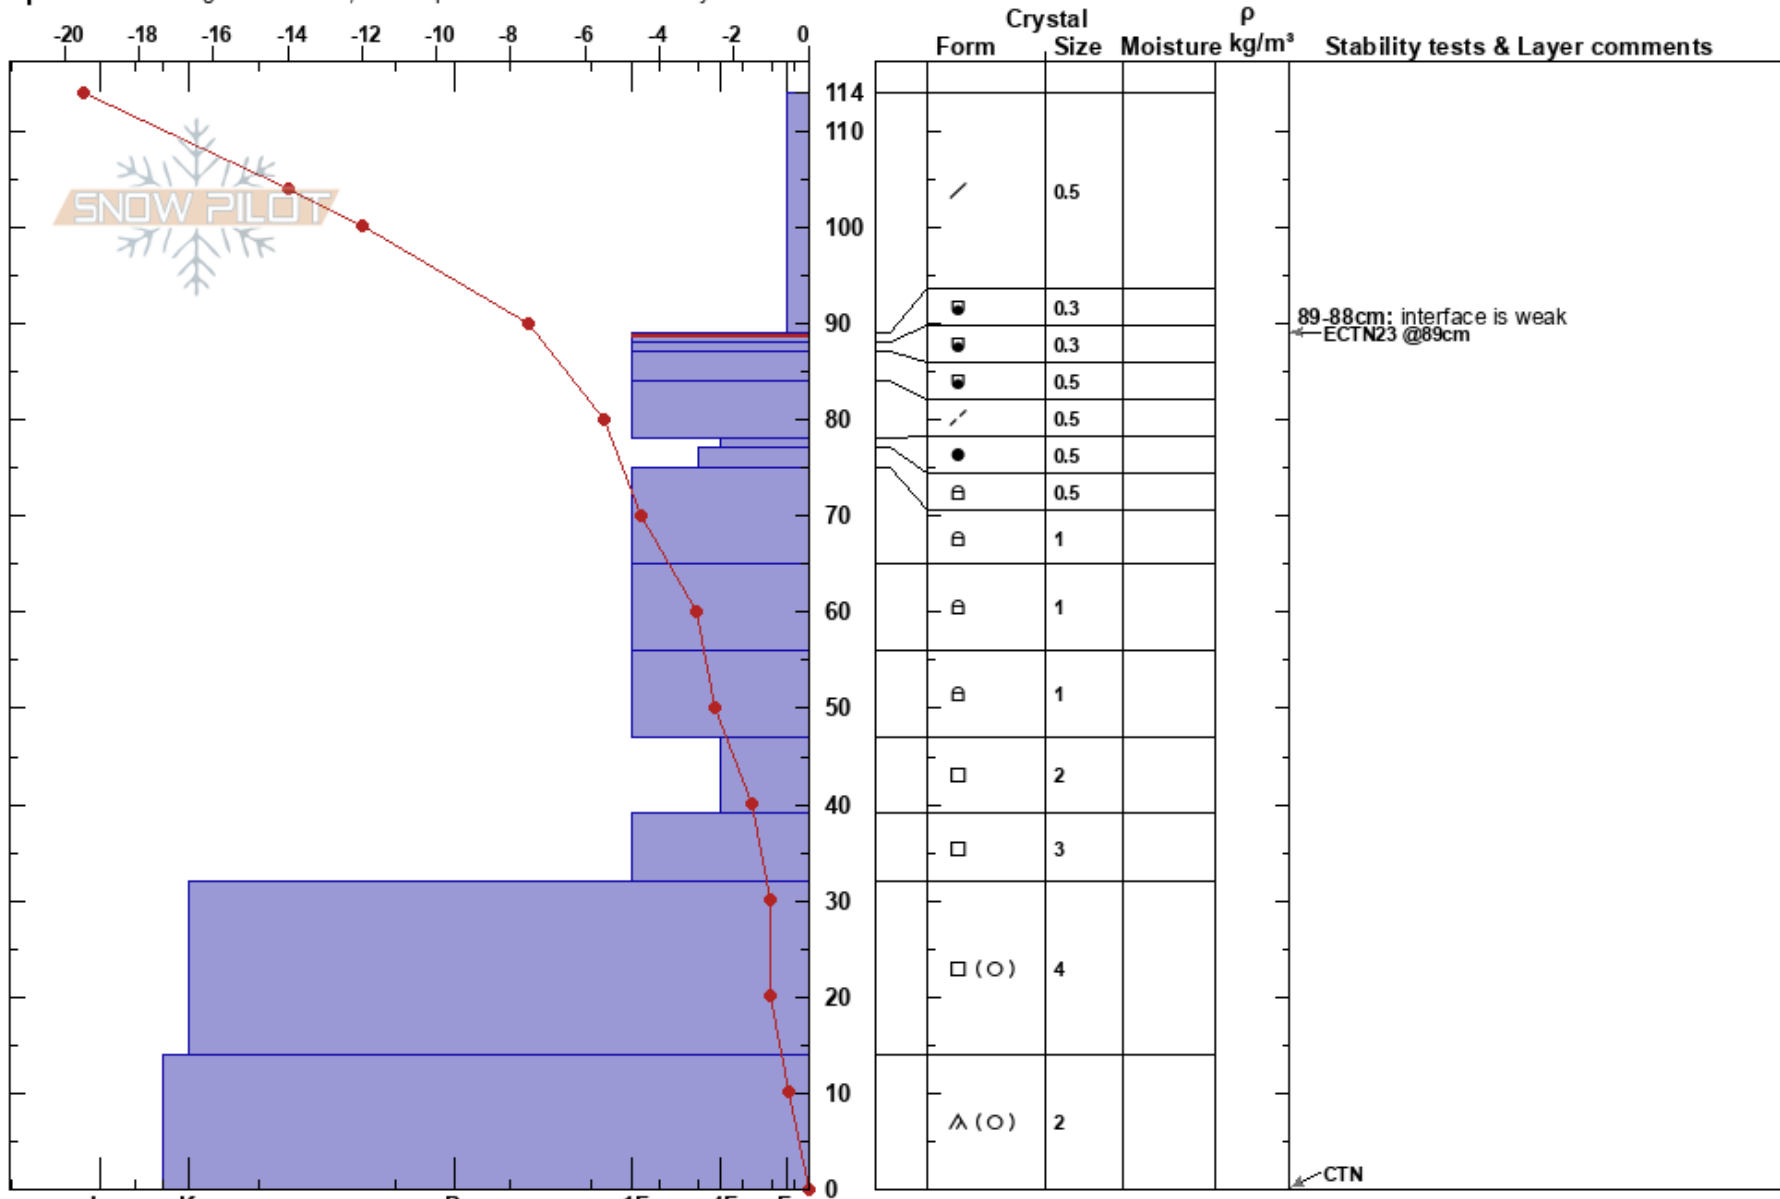 Crystal ρ
Form Size Moisture kg/m³ Stability tests & Layer comments
-20 -18 -16 -14 -12 -10 -8 -6 -4 -2 0
114
110
SNOW PILOT
0.5
100
0.3
90
89-88cm: interface is weak
ECTN23 @89cm
0.3
0.5
80
0.5
0.5
0.5
70
1
60
1
1
50
2
40
3
30
(O) 4
20
10
(O) 2
CTN
0